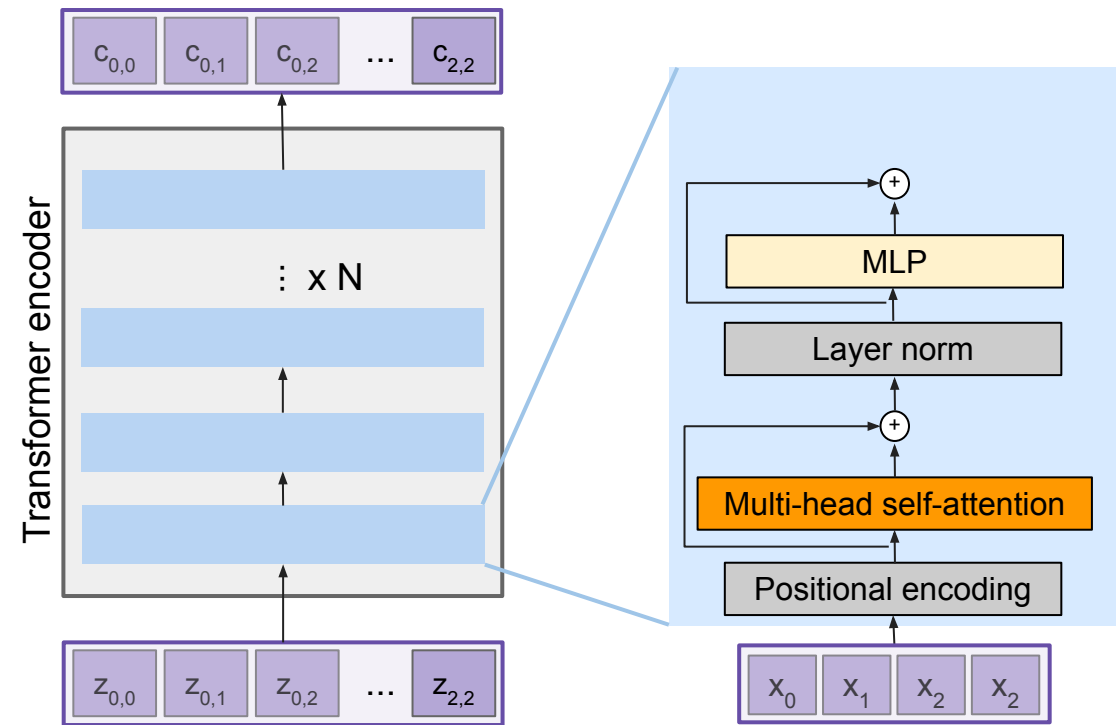 c0,0 c0,1 c0,2 ... c2,2
Transformer encoder
⋮ x N
z0,0 z0,1 z0,2 ... z2,2
+
MLP
Layer norm
+
Multi-head self-attention
Positional encoding
x0 x1 x2 x2